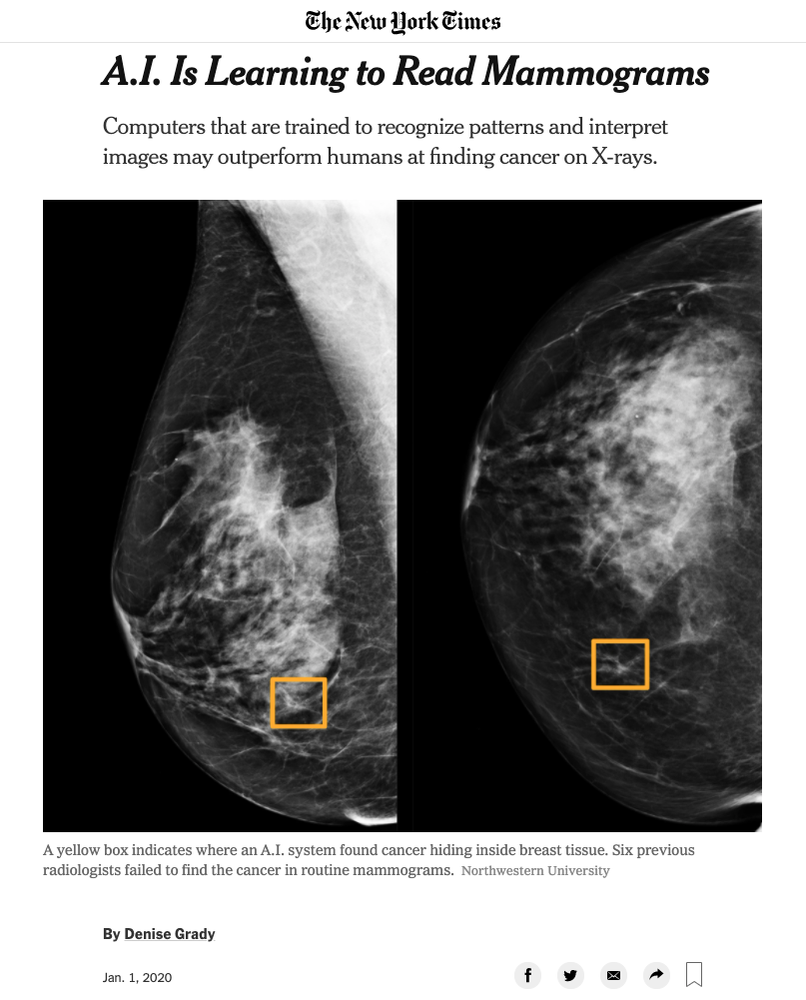 The New York Times
A.I. Is Learning to Read Mammograms
Computers that are trained to recognize patterns and interpret
images may outperform humans at finding cancer on X-rays.
A yellow box indicates where an A.I. system found cancer hiding inside breast tissue. Six previous
radiologists failed to find the cancer in routine mammograms. Northwestern University
By Denise Grady
Jan. 1, 2020